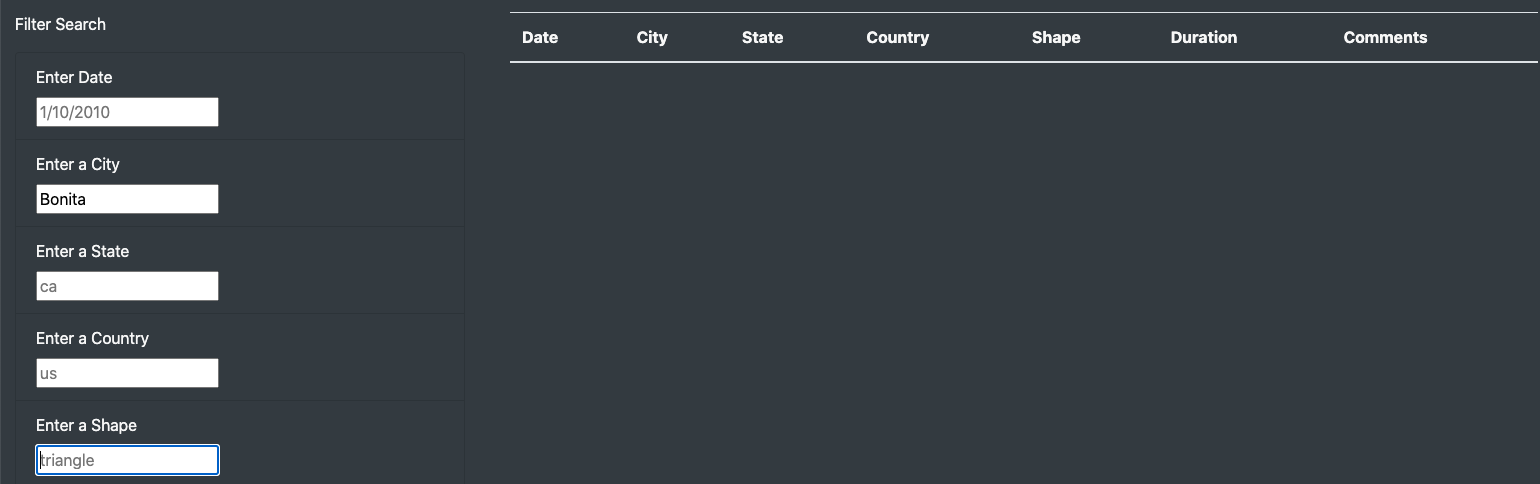 Filter Search
Enter Date
1/10/2010
Enter a City
Bonita
Enter a State
ca
Enter a Country
us
Enter a Shape
triangle
Date City State Country Shape Duration Comments